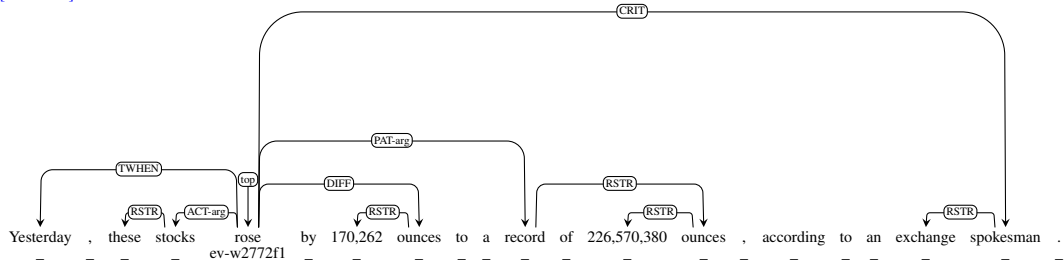 CRIT
PAT-arg
TWHEN
top
DIFF
RSTR
RSTR
ACT-arg
RSTR
RSTR
RSTR
Yesterday , these stocks rose by 170,262 ounces to a record of 226,570,380 ounces , according to an exchange spokesman .
_ _ _ _ ev-w2772f1 _ _ _ _ _ _ _ _ _ _ _ _ _ _ _ _